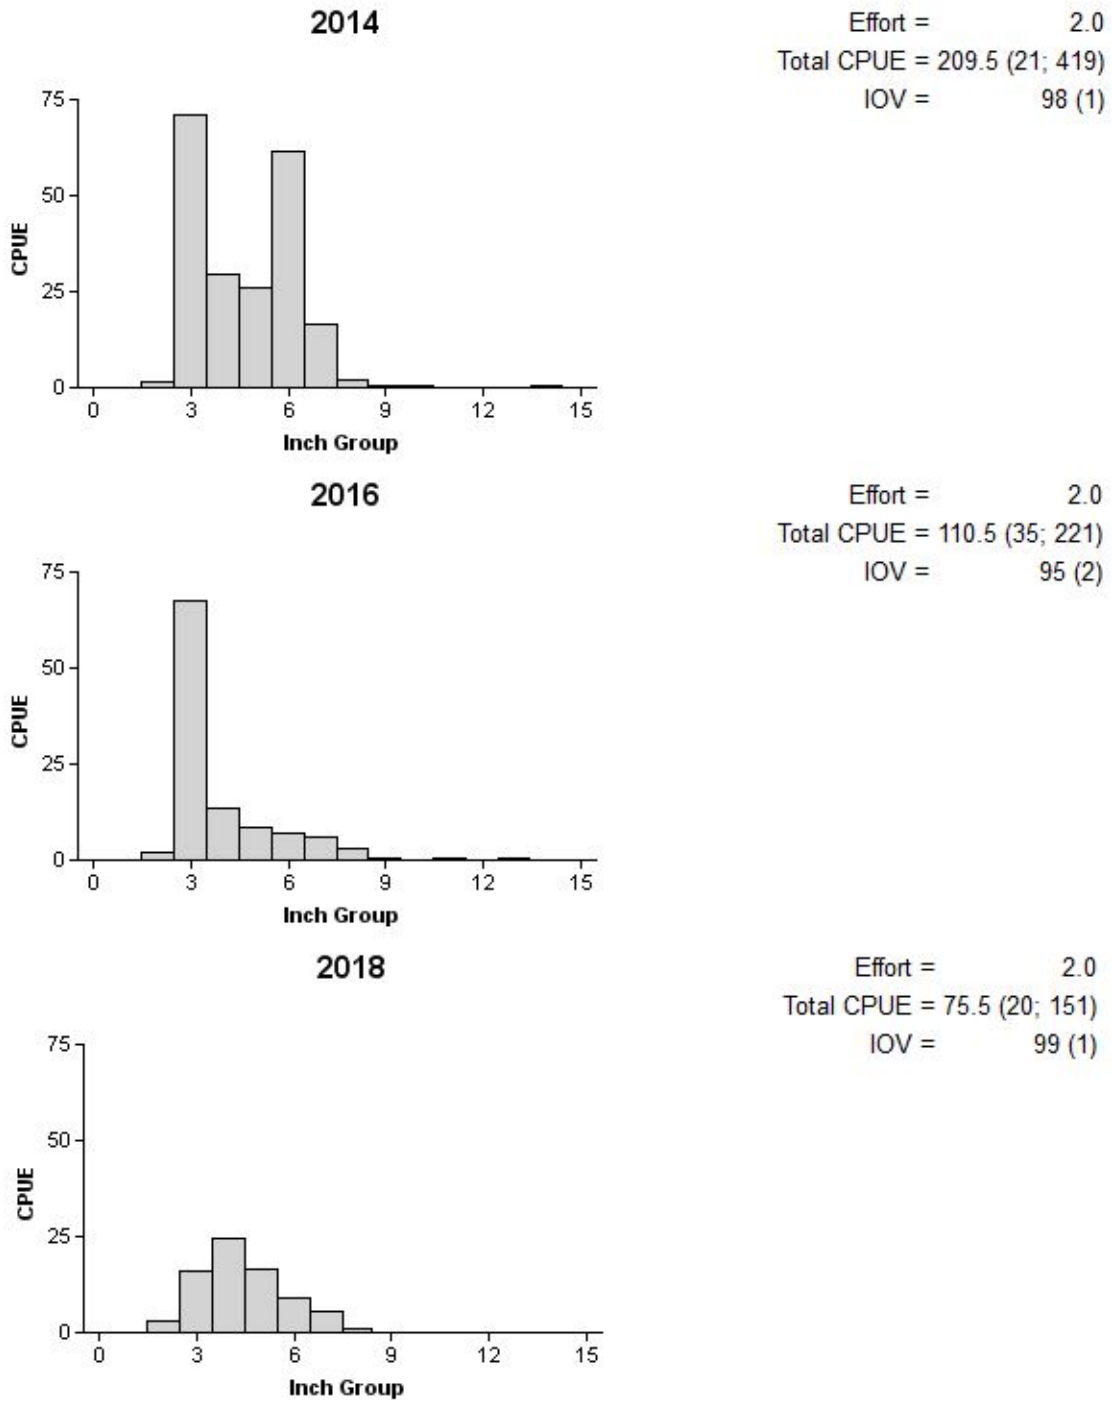 2014
Effort = 2.0
Total CPUE = 209.5 (21; 419)
IOV = 98 (1)
75
50
25
0
CPUE
0 3 6 9 12 15
Inch Group
2016
Effort = 2.0
Total CPUE = 110.5 (35; 221)
IOV = 95 (2)
75
50
25
0
CPUE
0 3 6 9 12 15
Inch Group
2018
Effort = 2.0
Total CPUE = 75.5 (20; 151)
IOV = 99 (1)
75
50
25
0
CPUE
0 3 6 9 12 15
Inch Group